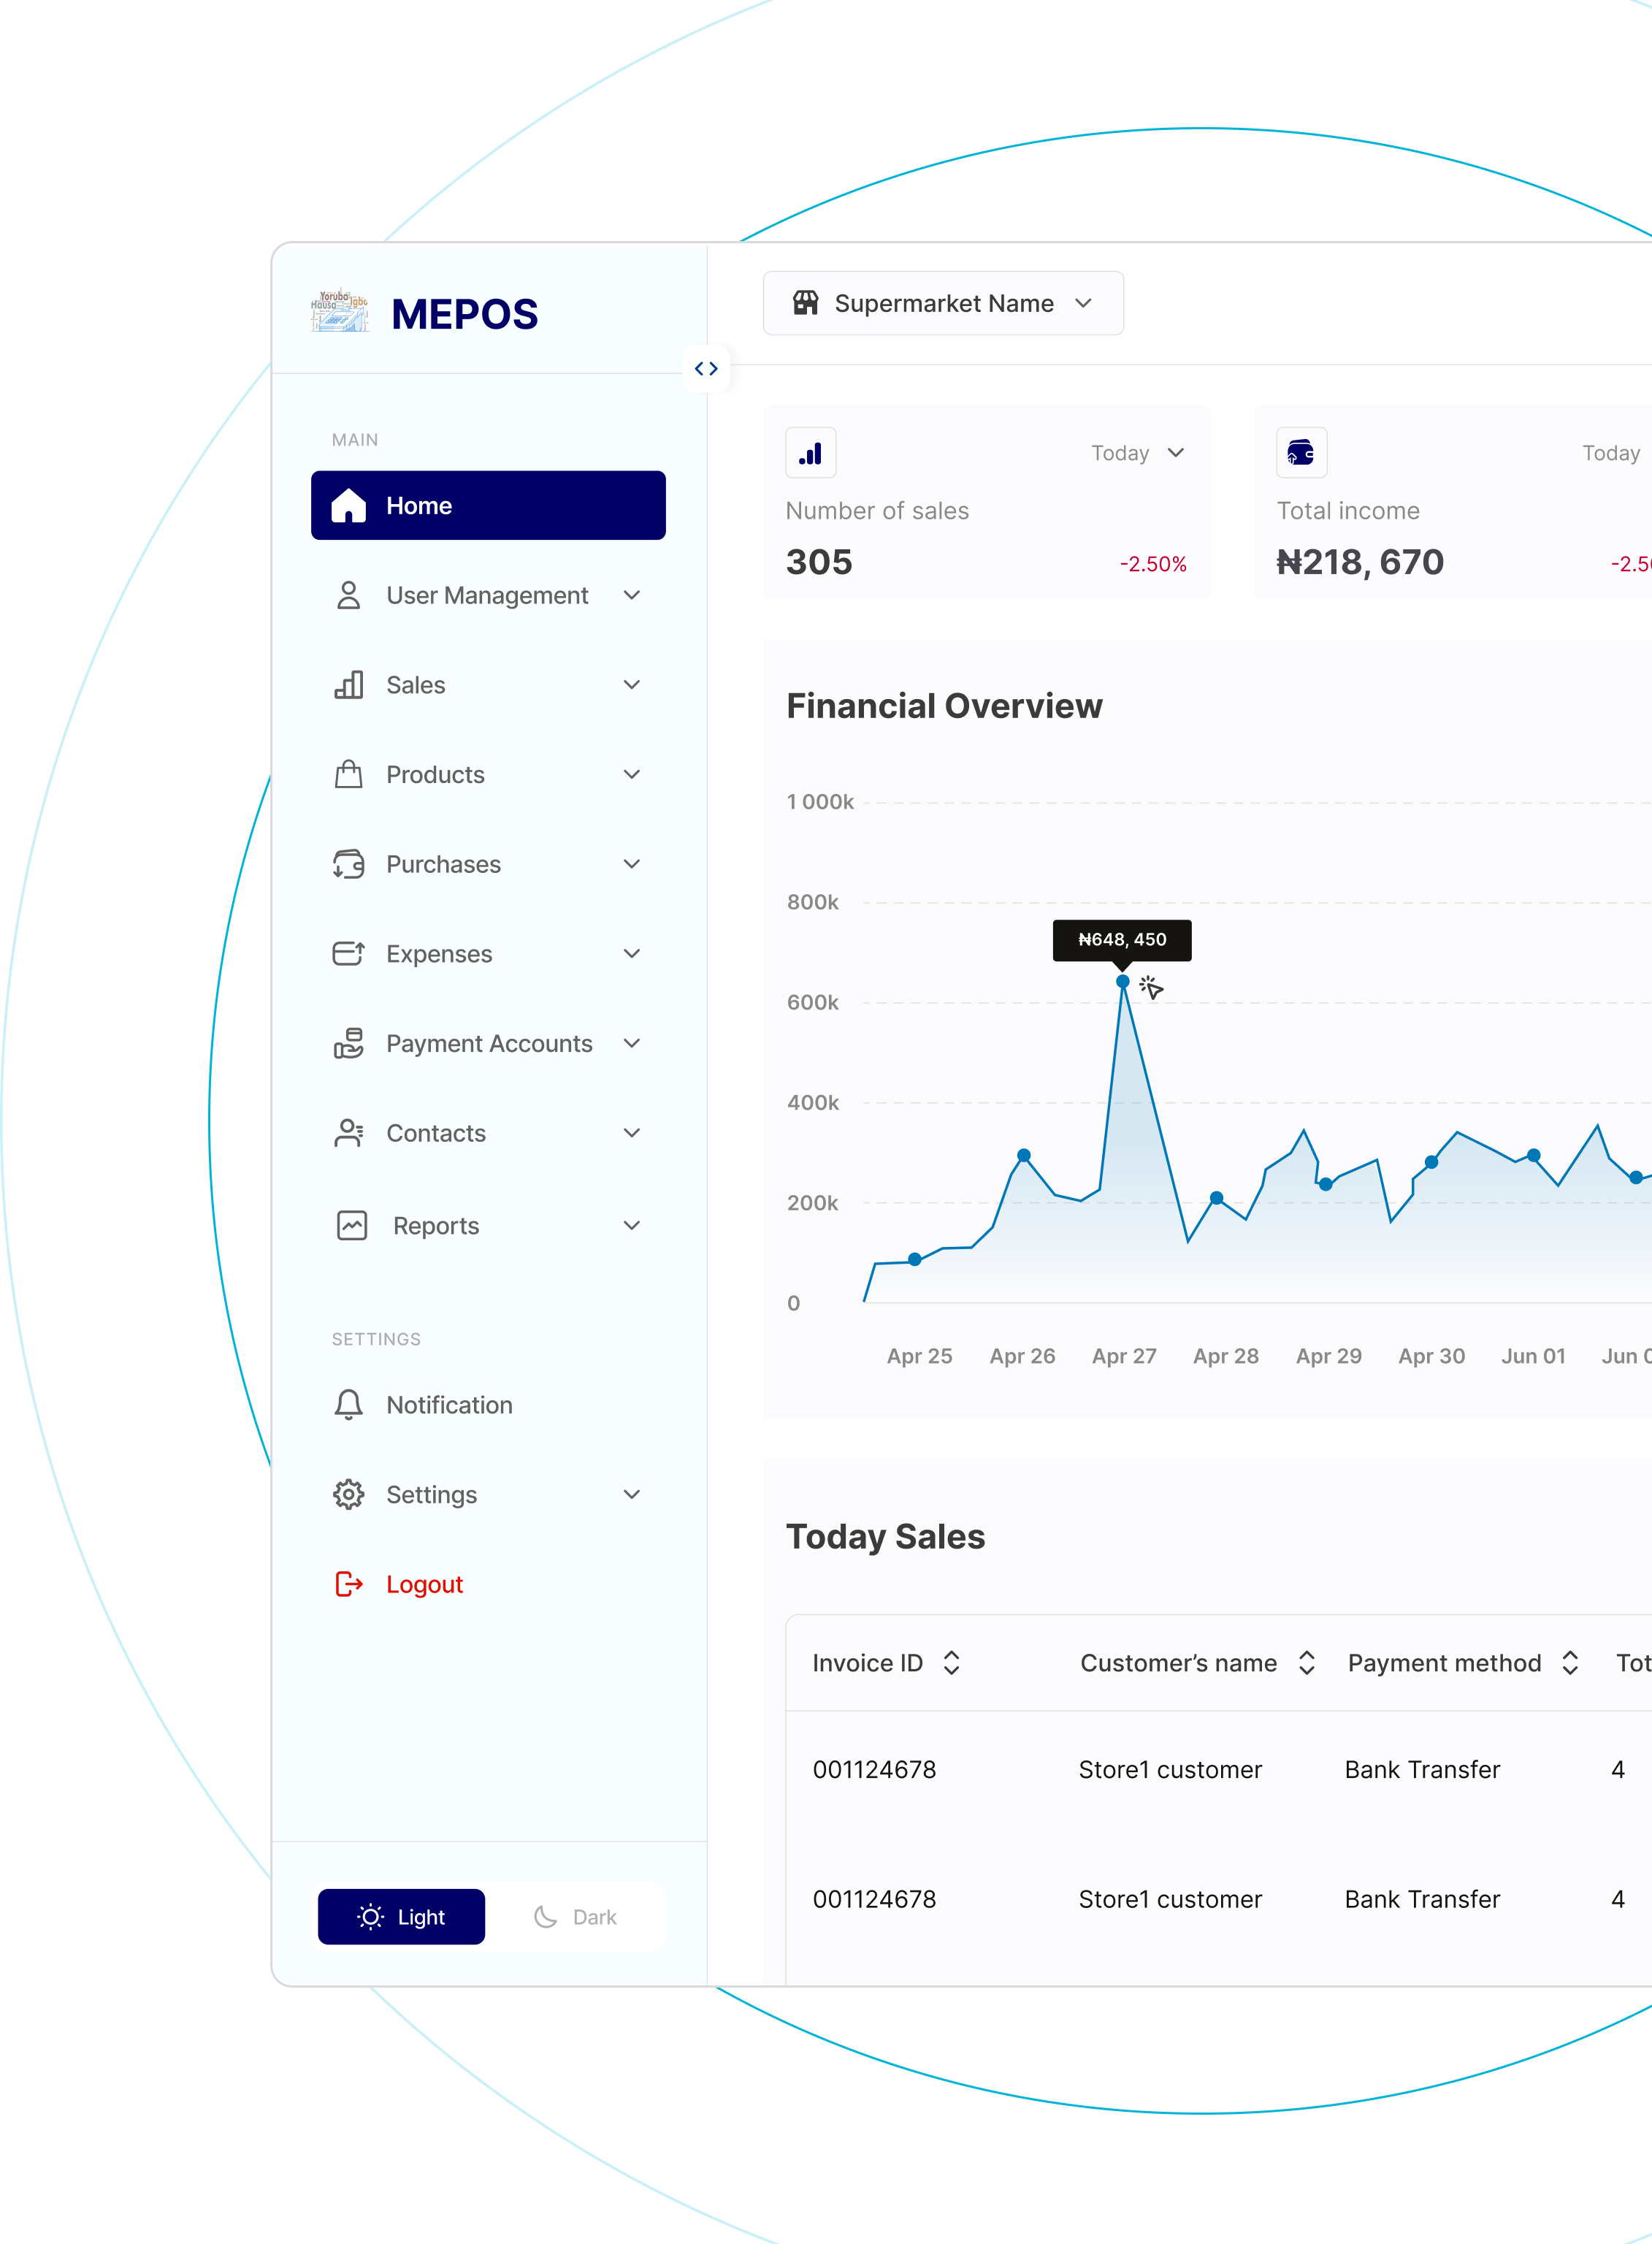 Yoruba
Hausa Igbo
MEPOS
Supermarket Name
MAIN
Home
User Management
Sales
Products
Purchases
Expenses
Payment Accounts
Contacts
Reports
SETTINGS
Notification
Settings
Logout
Light Dark
Today
Number of sales
305 -2.50%
Today
Total income
₦218, 670 -2.50
Financial Overview
1 000k
800k
₦648, 450
600k
400k
200k
0
Apr 25 Apr 26 Apr 27 Apr 28 Apr 29 Apr 30 Jun 01 Jun
Today Sales
Invoice ID Customer’s name Payment method Tot
001124678 Store1 customer Bank Transfer 4
001124678 Store1 customer Bank Transfer 4